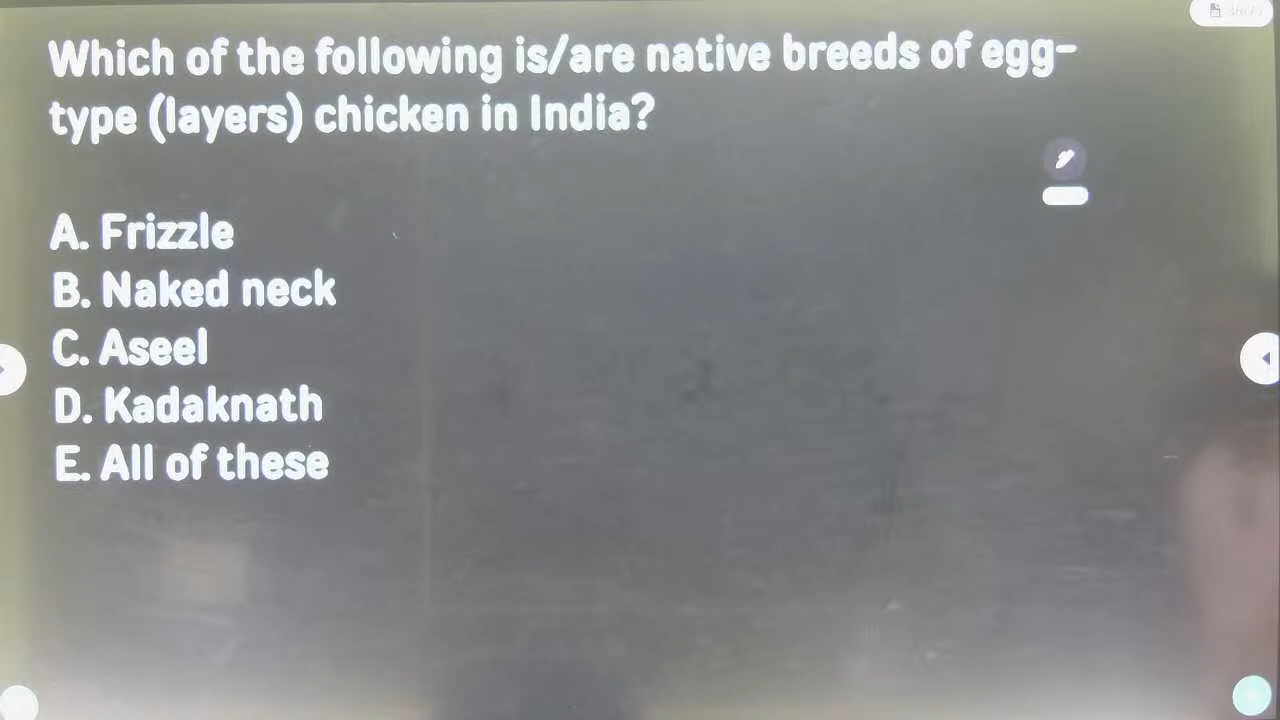 Which of the following is/are native breeds of egg-
type (layers) chicken in India?
A. Frizzle
B. Naked neck
C. Aseel
D. Kadaknath
E. All of these